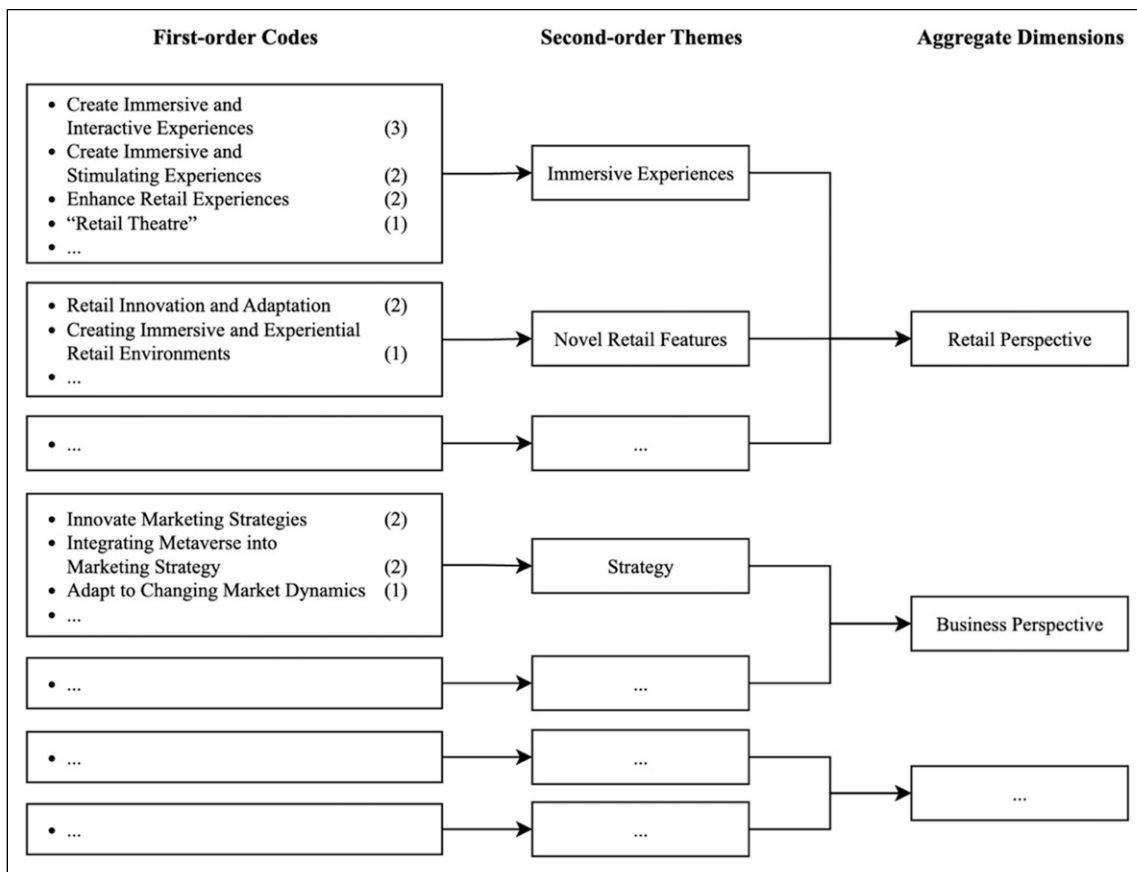 First-order Codes Second-order Themes Aggregate Dimensions
• Create Immersive and
Interactive Experiences (3)
• Create Immersive and
Stimulating Experiences (2)
• Enhance Retail Experiences (2)
• “Retail Theatre” (1)
• ...
Immersive Experiences
• Retail Innovation and Adaptation (2)
• Creating Immersive and Experiential
Retail Environments (1)
• ...
Novel Retail Features
Retail Perspective
• ...
...
• Innovate Marketing Strategies (2)
• Integrating Metaverse into
Marketing Strategy (2)
• Adapt to Changing Market Dynamics (1)
• ...
Strategy
Business Perspective
• ...
...
• ...
...
...
• ...
...